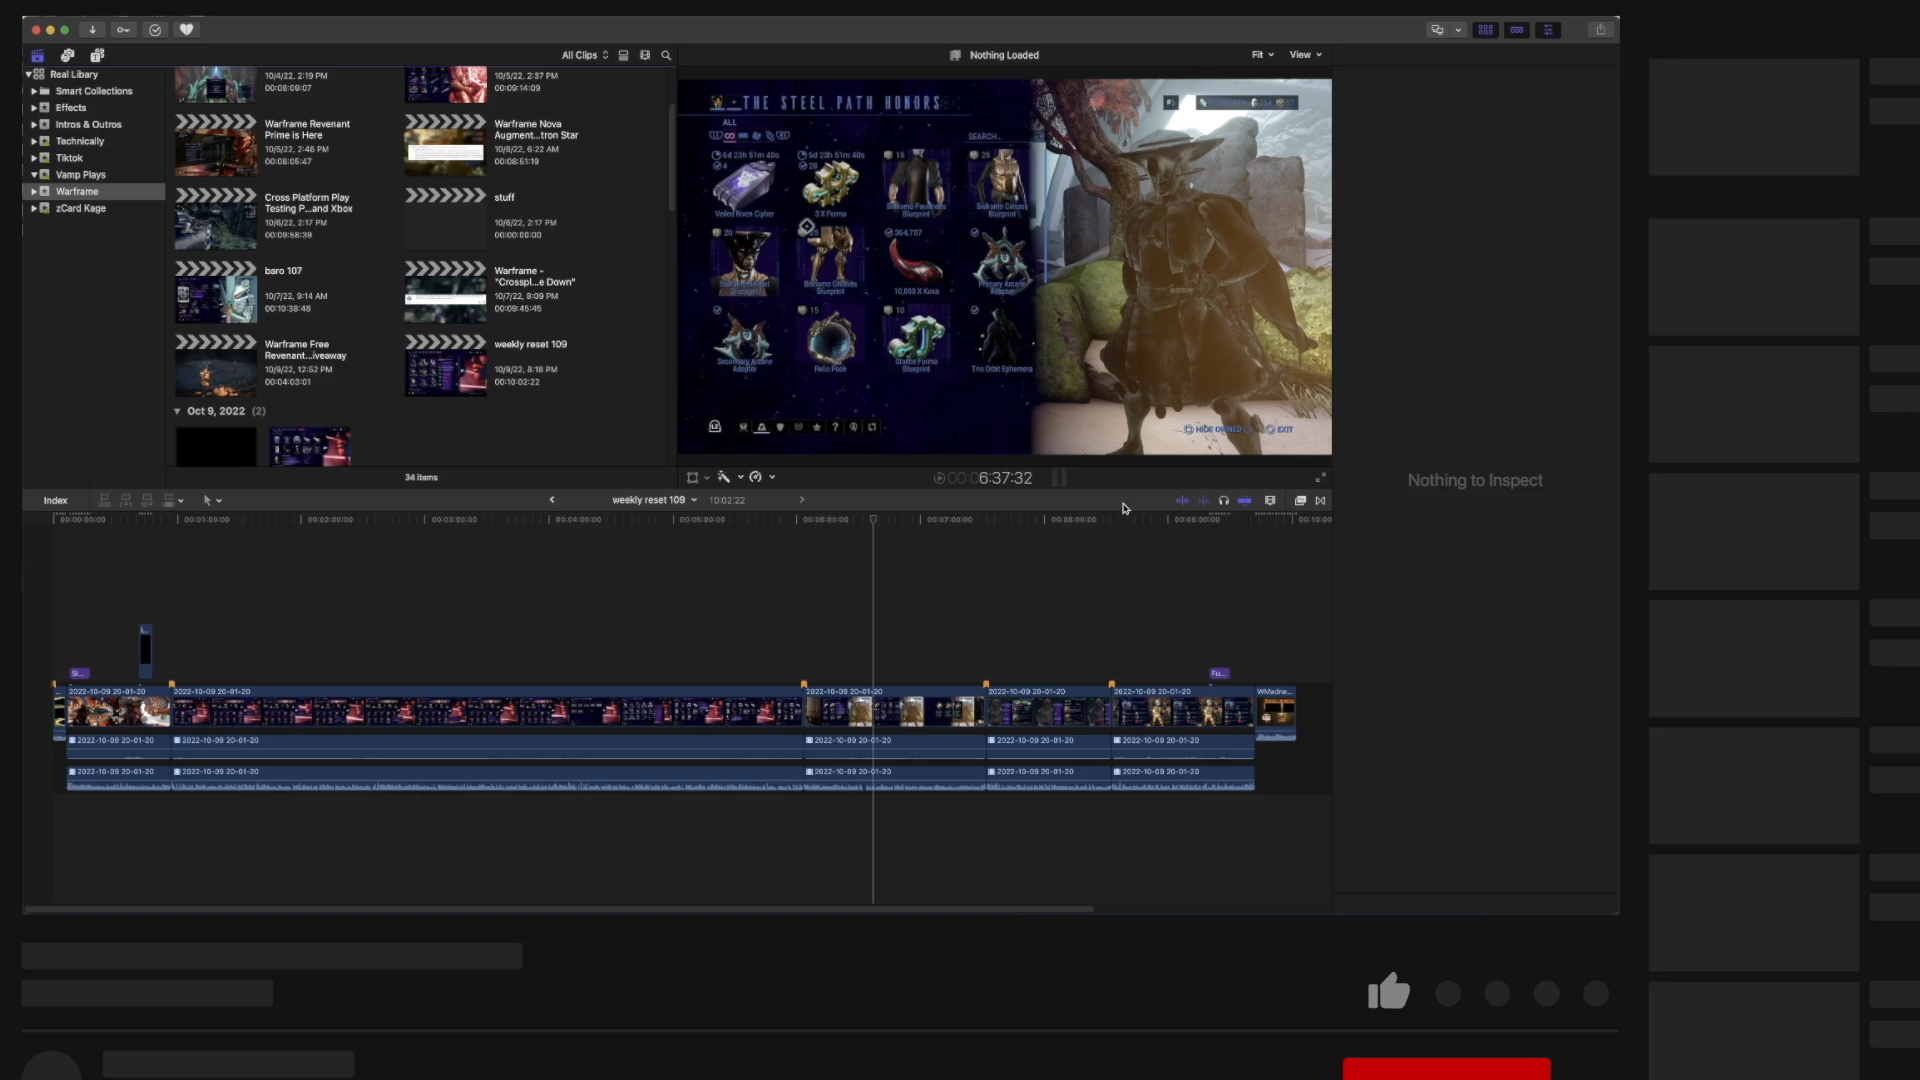 All Clips
Nothing Loaded
Fit
View
Real Library
Smart Collections
Effects
Intros & Outros
Technically
Tiktok
Vamp Plays
Warframe
zCard Kage
10/4/22, 2:19 PM
00:08:09:07
10/5/22, 2:37 PM
00:09:14:09
Warframe Revenant
Prime is Here
10/5/22, 2:48 PM
00:08:05:47
Warframe Nova
Augment...tron Star
10/6/22, 6:22 AM
00:08:51:19
Cross Platform Play
Testing P...and Xbox
10/6/22, 2:17 PM
00:09:58:39
stuff
10/6/22, 2:17 PM
00:00:00:00
baro 107
10/7/22, 9:14 AM
00:10:38:48
Warframe -
"Crosspl...e Down"
10/7/22, 8:09 PM
00:09:45:45
Warframe Free
Revenant...iveaway
10/9/22, 12:52 PM
00:04:03:01
weekly reset 109
10/9/22, 8:18 PM
00:10:02:22
Oct 9, 2022 (2)
34 items
THE STEEL PATH HONORS
ALL
SEARCH...
6d 23h 51m 40s
4
Veiled Riven Cipher
6d 23h 51m 40s
28
3 X Forma
15
Blueprint
25
Blueprint
20
25
Blueprint
364,707
10,000 X Kuva
Primary Arcane
Adapter
Secondary Arcane
Adapter
15
Relic Pack
10
Stance Forma
Blueprint
Trio Orbit Ephemera
HIDE OWNED
EXIT
00:00:6:37:32
Nothing to Inspect
Index
weekly reset 109
10:02:22
00:00:00:00
00:01:00:00
00:02:00:00
00:03:00:00
00:04:00:00
00:05:00:00
00:06:00:00
00:07:00:00
00:08:00:00
00:09:00:00
00:10:00
Fu...
2022-10-09 20-01-20
2022-10-09 20-01-20
2022-10-09 20-01-20
2022-10-09 20-01-20
2022-10-09 20-01-20
WMadne...
2022-10-09 20-01-20
2022-10-09 20-01-20
2022-10-09 20-01-20
2022-10-09 20-01-20
2022-10-09 20-01-20
2022-10-09 20-01-20
2022-10-09 20-01-20
2022-10-09 20-01-20
2022-10-09 20-01-20
2022-10-09 20-01-20